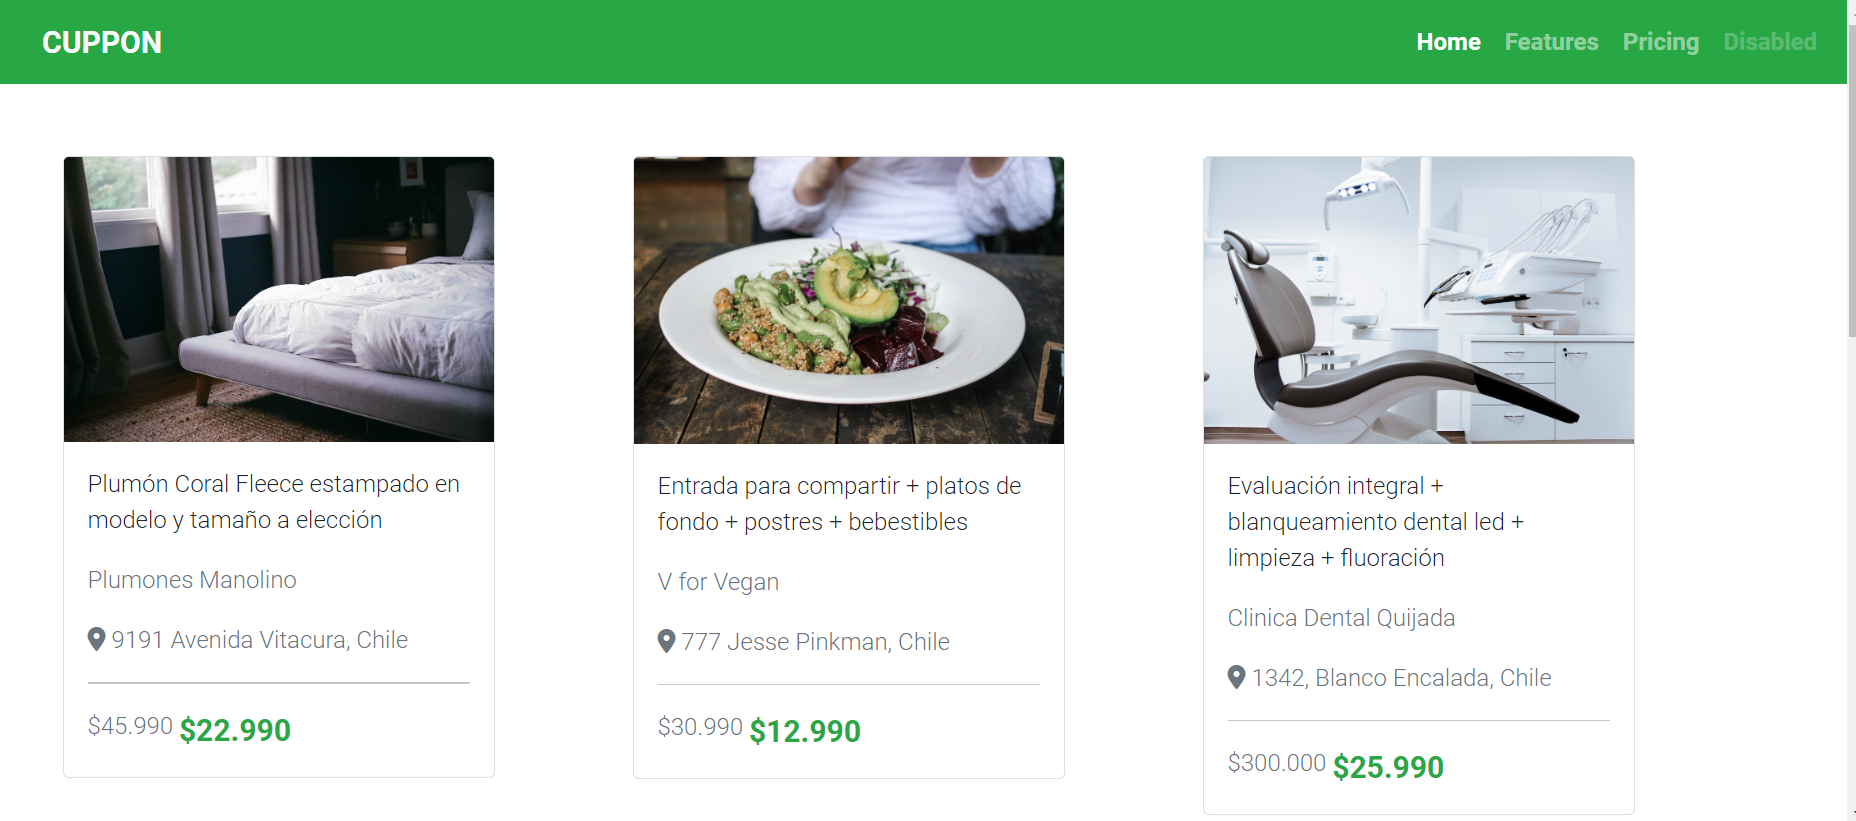 CUPPON
Home Features Pricing Disabled
Plumón Coral Fleece estampado en
modelo y tamaño a elección
Plumones Manolino
9191 Avenida Vitacura, Chile
$45.990 $22.990
Entrada para compartir + platos de
fondo + postres + bebestibles
V for Vegan
777 Jesse Pinkman, Chile
$30.990 $12.990
Evaluación integral +
blanqueamiento dental led +
limpieza + fluoración
Clinica Dental Quijada
1342, Blanco Encalada, Chile
$300.000 $25.990